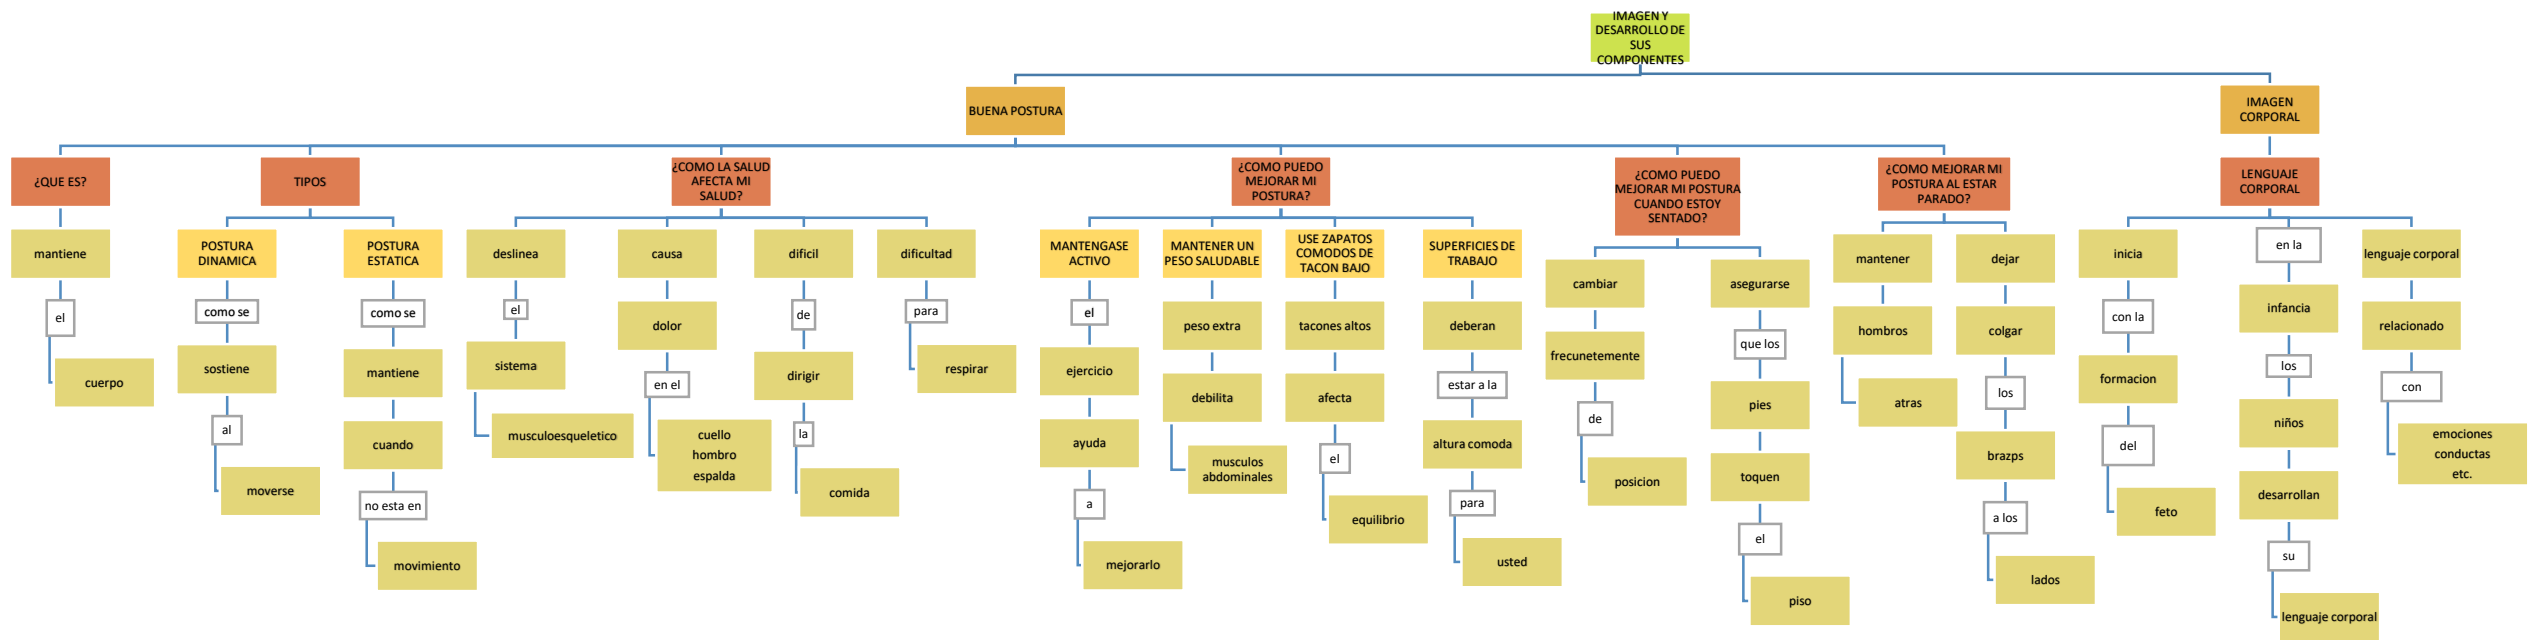 IMAGEN Y
DESARROLLO DE
SUS
COMPONENTES
BUENA POSTURA
IMAGEN
CORPORAL
¿QUE ES?
TIPOS
¿COMO LA SALUD
AFECTA MI
SALUD?
¿COMO PUEDO
MEJORAR MI
POSTURA?
¿COMO PUEDO
MEJORAR MI POSTURA
CUANDO ESTOY
SENTADO?
¿COMO MEJORAR MI
POSTURA AL ESTAR
PARADO?
LENGUAJE
CORPORAL
mantiene
el
cuerpo
POSTURA
DINAMICA
como se
sostiene
al
moverse
POSTURA
ESTATICA
como se
mantiene
cuando
no esta en
movimiento
deslinea
el
sistema
musculoesqueletico
causa
dolor
en el
cuello
hombro
espalda
dificil
de
dirigir
la
comida
dificultad
para
respirar
MANTENGASE
ACTIVO
el
ejercicio
ayuda
a
mejorarlo
MANTENER UN
PESO SALUDABLE
peso extra
debilita
musculos
abdominales
USE ZAPATOS
COMODOS DE
TACON BAJO
tacones altos
afecta
el
equilibrio
SUPERFICIES DE
TRABAJO
deberan
estar a la
altura comoda
para
usted
cambiar
frecunetemente
de
posicion
asegurarse
que los
pies
toquen
el
piso
mantener
hombros
atras
dejar
colgar
los
brazps
a los
lados
inicia
con la
formacion
del
feto
en la
infancia
los
niños
desarrollan
su
lenguaje corporal
lenguaje corporal
relacionado
con
emociones
conductas
etc.